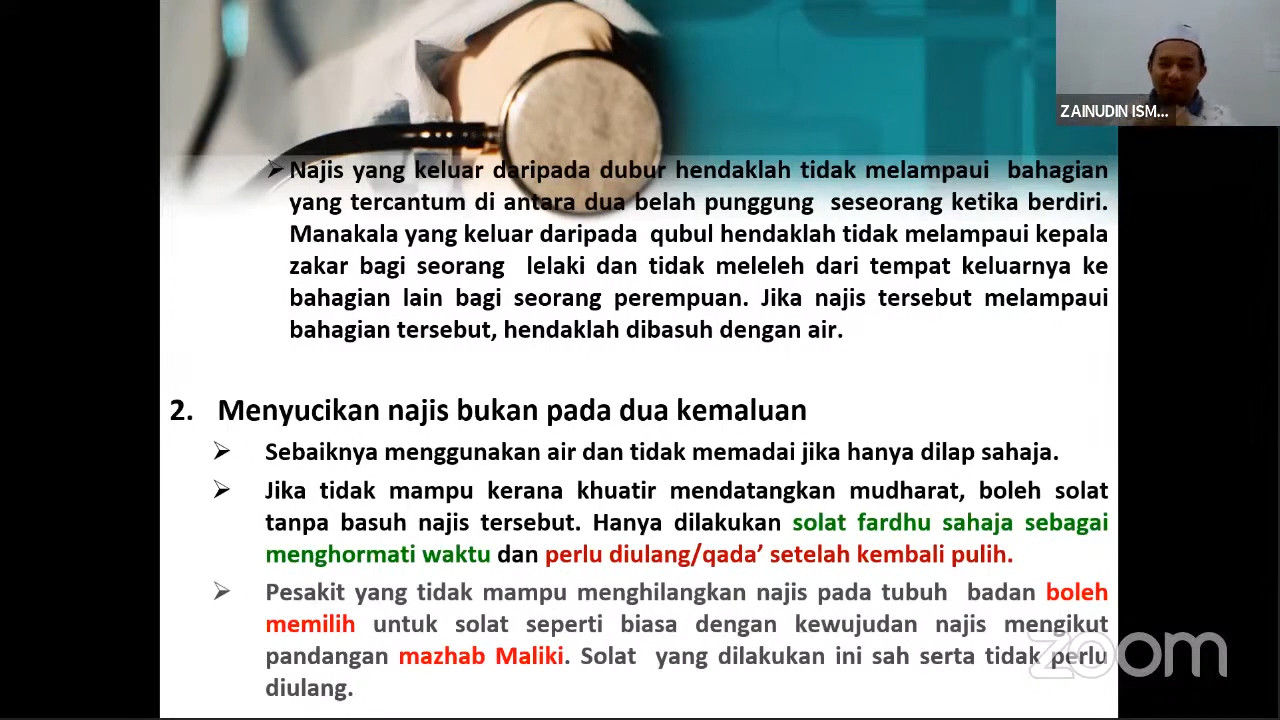 ZAINUDIN ISM...
➢ Najis yang keluar daripada dubur hendaklah tidak melampaui bahagian
yang tercantum di antara dua belah punggung seseorang ketika berdiri.
Manakala yang keluar daripada qubul hendaklah tidak melampaui kepala
zakar bagi seorang lelaki dan tidak meleleh dari tempat keluarnya ke
bahagian lain bagi seorang perempuan. Jika najis tersebut melampaui
bahagian tersebut, hendaklah dibasuh dengan air.
2. Menyucikan najis bukan pada dua kemaluan
➢ Sebaiknya menggunakan air dan tidak memadai jika hanya dilap sahaja.
➢ Jika tidak mampu kerana khuatir mendatangkan mudharat, boleh solat
tanpa basuh najis tersebut. Hanya dilakukan solat fardhu sahaja sebagai
menghormati waktu dan perlu diulang/qada’ setelah kembali pulih.
➢ Pesakit yang tidak mampu menghilangkan najis pada tubuh badan boleh
memilih untuk solat seperti biasa dengan kewujudan najis mengikut
pandangan mazhab Maliki. Solat yang dilakukan ini sah serta tidak perlu
diulang.
zoom